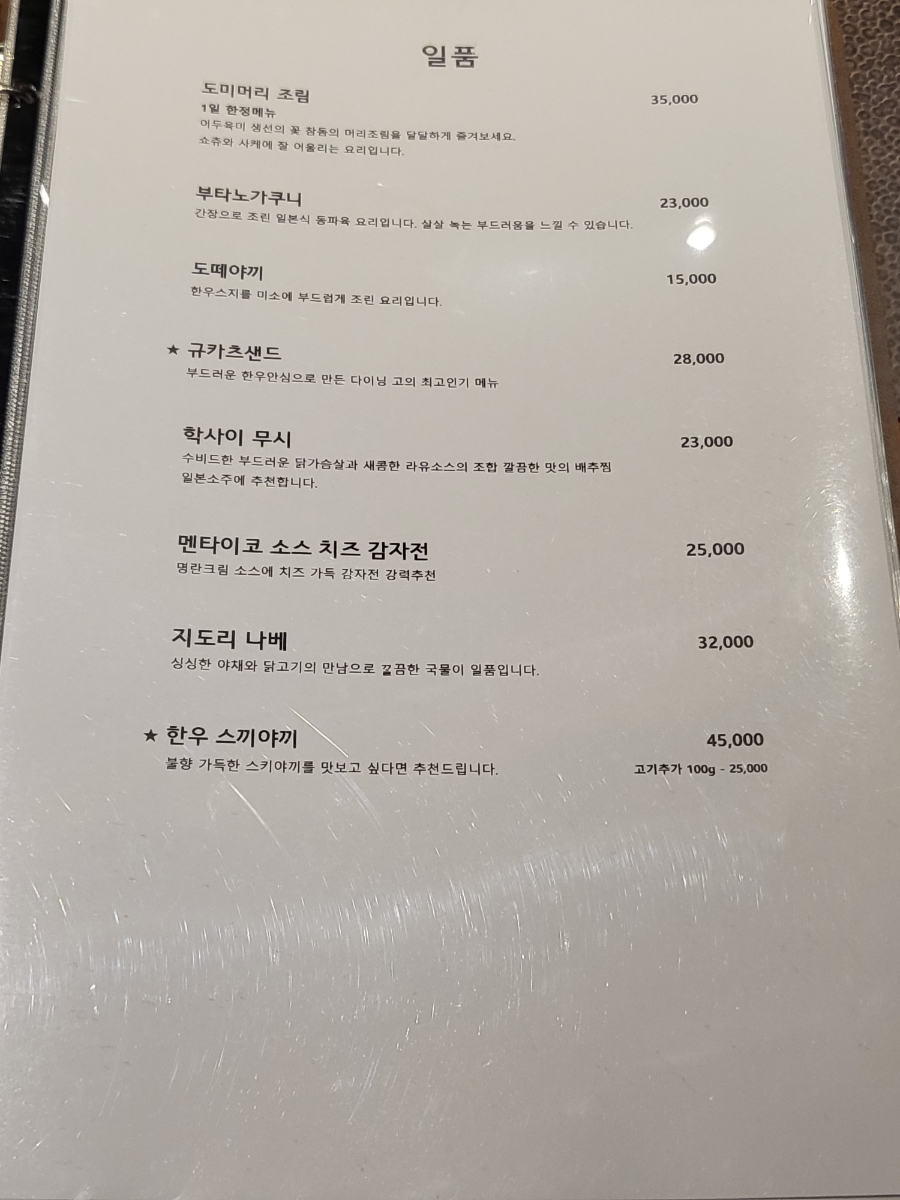 일품
도미머리 조림 35,000
1일 한정메뉴
어두육미 생선의 꽃 참돔의 머리조림을 달달하게 즐겨보세요.
쇼츄와 사케에 잘 어울리는 요리입니다.
부타노가쿠니 23,000
간장으로 조린 일본식 동파육 요리입니다. 살살 녹는 부드러움을 느낄 수 있습니다.
도떼야끼 15,000
한우스지를 미소에 부드럽게 조린 요리입니다.
★ 규카츠샌드 28,000
부드러운 한우안심으로 만든 다이닝 고의 최고인기 메뉴
학사이 무시 23,000
수비드한 부드러운 닭가슴살과 새콤한 라유소스의 조합 깔끔한 맛의 배추찜
일본소주에 추천합니다.
멘타이코 소스 치즈 감자전 25,000
명란크림 소스에 치즈 가득 감자전 강력추천
지도리 나베 32,000
싱싱한 야채와 닭고기의 만남으로 깔끔한 국물이 일품입니다.
★ 한우 스끼야끼 45,000
불향 가득한 스키야끼를 맛보고 싶다면 추천드립니다. 고기추가 100g - 25,000